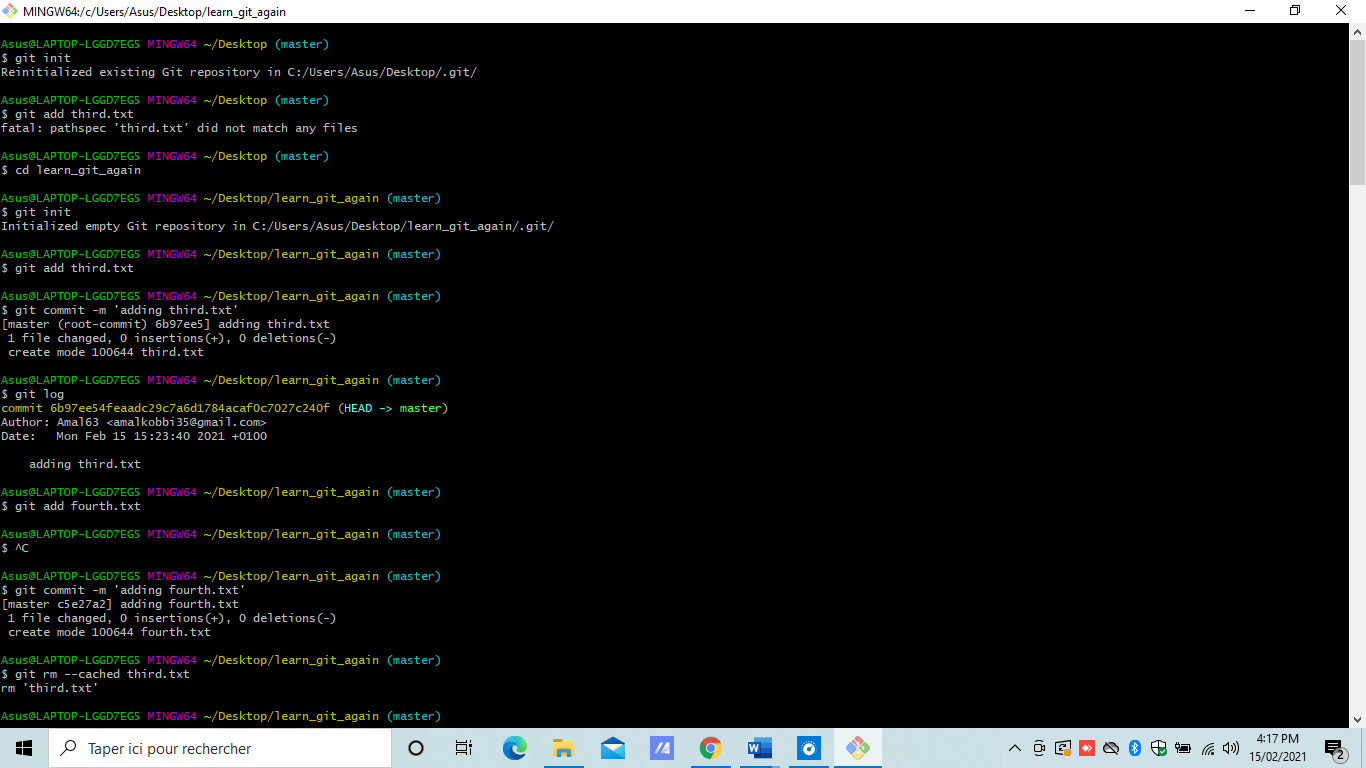 MINGW64:/c/Users/Asus/Desktop/learn_git_again
Asus@LAPTOP-LGGD7EG5 MINGW64 ~/Desktop (master)
$ git init
Reinitialized existing Git repository in C:/Users/Asus/Desktop/.git/
Asus@LAPTOP-LGGD7EG5 MINGW64 ~/Desktop (master)
$ git add third.txt
fatal: pathspec 'third.txt' did not match any files
Asus@LAPTOP-LGGD7EG5 MINGW64 ~/Desktop (master)
$ cd learn_git_again
Asus@LAPTOP-LGGD7EG5 MINGW64 ~/Desktop/learn_git_again (master)
$ git init
Initialized empty Git repository in C:/Users/Asus/Desktop/learn_git_again/.git/
Asus@LAPTOP-LGGD7EG5 MINGW64 ~/Desktop/learn_git_again (master)
$ git add third.txt
Asus@LAPTOP-LGGD7EG5 MINGW64 ~/Desktop/learn_git_again (master)
$ git commit -m 'adding third.txt'
[master (root-commit) 6b97ee5] adding third.txt
1 file changed, 0 insertions(+), 0 deletions(-)
create mode 100644 third.txt
Asus@LAPTOP-LGGD7EG5 MINGW64 ~/Desktop/learn_git_again (master)
$ git log
commit 6b97ee54feaadc29c7a6d1784acaf0c7027c240f (HEAD -> master)
Author: Amal63 <amalkobbi35@gmail.com>
Date:   Mon Feb 15 15:23:40 2021 +0100
adding third.txt
Asus@LAPTOP-LGGD7EG5 MINGW64 ~/Desktop/learn_git_again (master)
$ git add fourth.txt
Asus@LAPTOP-LGGD7EG5 MINGW64 ~/Desktop/learn_git_again (master)
$ ^C
Asus@LAPTOP-LGGD7EG5 MINGW64 ~/Desktop/learn_git_again (master)
$ git commit -m 'adding fourth.txt'
[master c5e27a2] adding fourth.txt
1 file changed, 0 insertions(+), 0 deletions(-)
create mode 100644 fourth.txt
Asus@LAPTOP-LGGD7EG5 MINGW64 ~/Desktop/learn_git_again (master)
$ git rm --cached third.txt
rm 'third.txt'
Asus@LAPTOP-LGGD7EG5 MINGW64 ~/Desktop/learn_git_again (master)
Taper ici pour rechercher
4:17 PM
15/02/2021
2